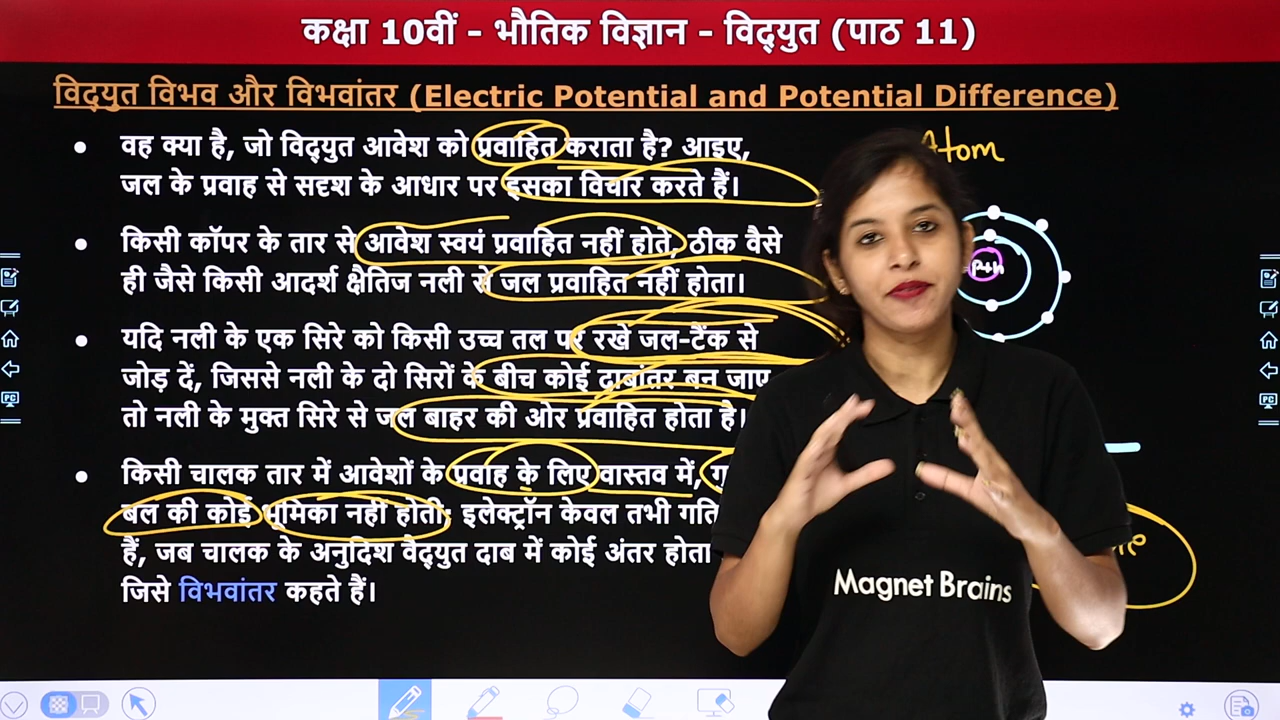 कक्षा 10वीं - भौतिक विज्ञान - विद्युत (पाठ 11)
विद्युत विभव और विभवांतर (Electric Potential and Potential Difference)
• वह क्या है, जो विद्युत आवेश को प्रवाहित कराता है? आइए,
जल के प्रवाह से सदृश के आधार पर इसका विचार करते हैं।
• किसी कॉपर के तार से आवेश स्वयं प्रवाहित नहीं होते, ठीक वैसे
ही जैसे किसी आदर्श क्षैतिज नली से जल प्रवाहित नहीं होता।
• यदि नली के एक सिरे को किसी उच्च तल पर रखे जल-टैंक से
जोड़ दें, जिससे नली के दो सिरों के बीच कोई दाबांतर बन जाए
तो नली के मुक्त सिरे से जल बाहर की ओर प्रवाहित होता है।
• किसी चालक तार में आवेशों के प्रवाह के लिए वास्तव में,
बल की कोई भूमिका नहीं होती; इलेक्ट्रॉन केवल तभी
हैं, जब चालक के अनुदिश वैद्युत दाब में कोई अंतर होता
जिसे विभवांतर कहते हैं।
Atom
P+n
Magnet Brains
PC
PC